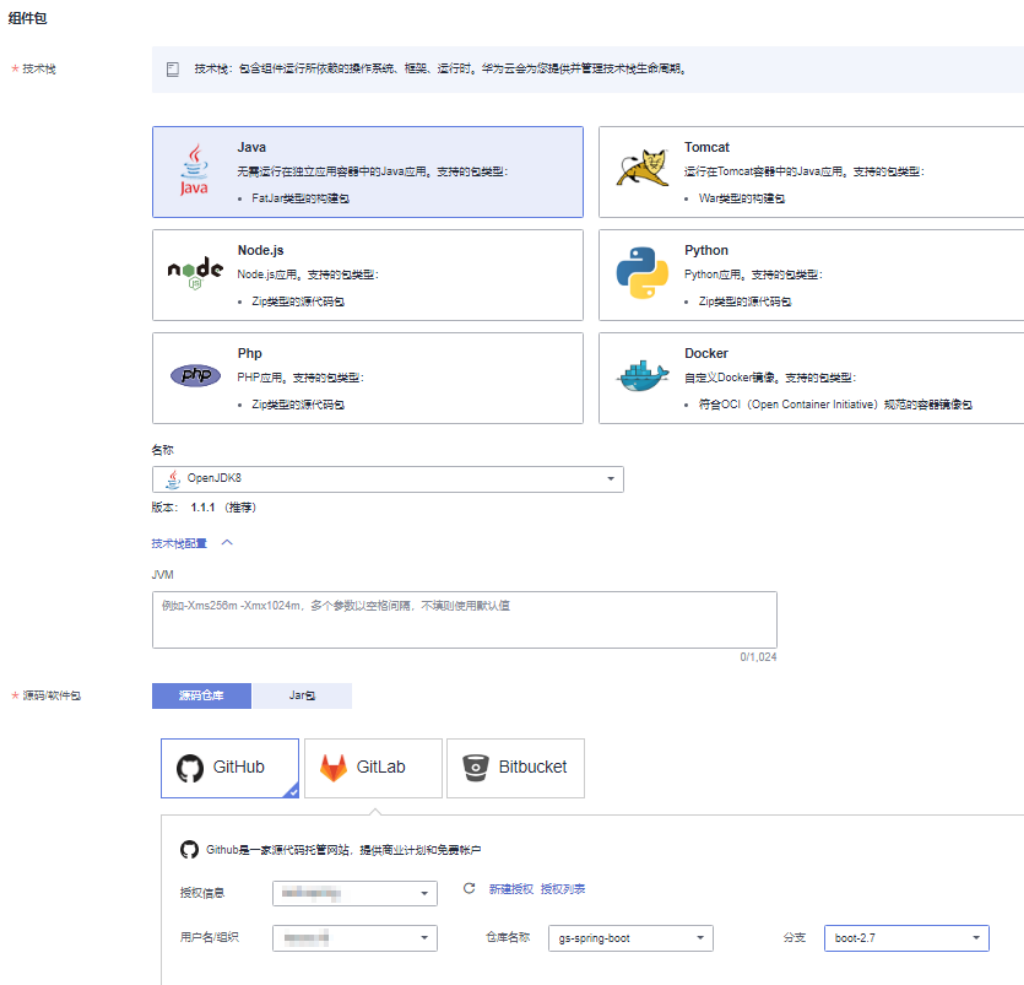 组件包
* 技术栈
技术栈：包含组件运行所依赖的操作系统、框架、运行时。华为云会为您提供并管理技术栈生命周期。
Java
Java
无需运行在独立应用容器中的Java应用。支持的包类型：
• FatJar类型的构建包
Tomcat
运行在Tomcat容器中的Java应用。支持的包类型：
• War类型的构建包
node
JS
Node.js
Node.js应用。支持的包类型：
• Zip类型的源代码包
Python
Python应用。支持的包类型：
• Zip类型的源代码包
php
Php
PHP应用。支持的包类型：
• Zip类型的源代码包
Docker
自定义Docker镜像。支持的包类型：
• 符合OCI（Open Container Initiative）规范的容器镜像包
名称
OpenJDK8
版本： 1.1.1 （推荐）
技术栈配置
JVM
例如-Xms256m -Xmx1024m，多个参数以空格间隔，不填则使用默认值
0/1,024
* 源码/软件包
源码仓库 Jar包
GitHub GitLab Bitbucket
Github是一家源代码托管网站，提供商业计划和免费帐户
授权信息 新建授权 授权列表
用户名/组织 仓库名称 gs-spring-boot 分支 boot-2.7